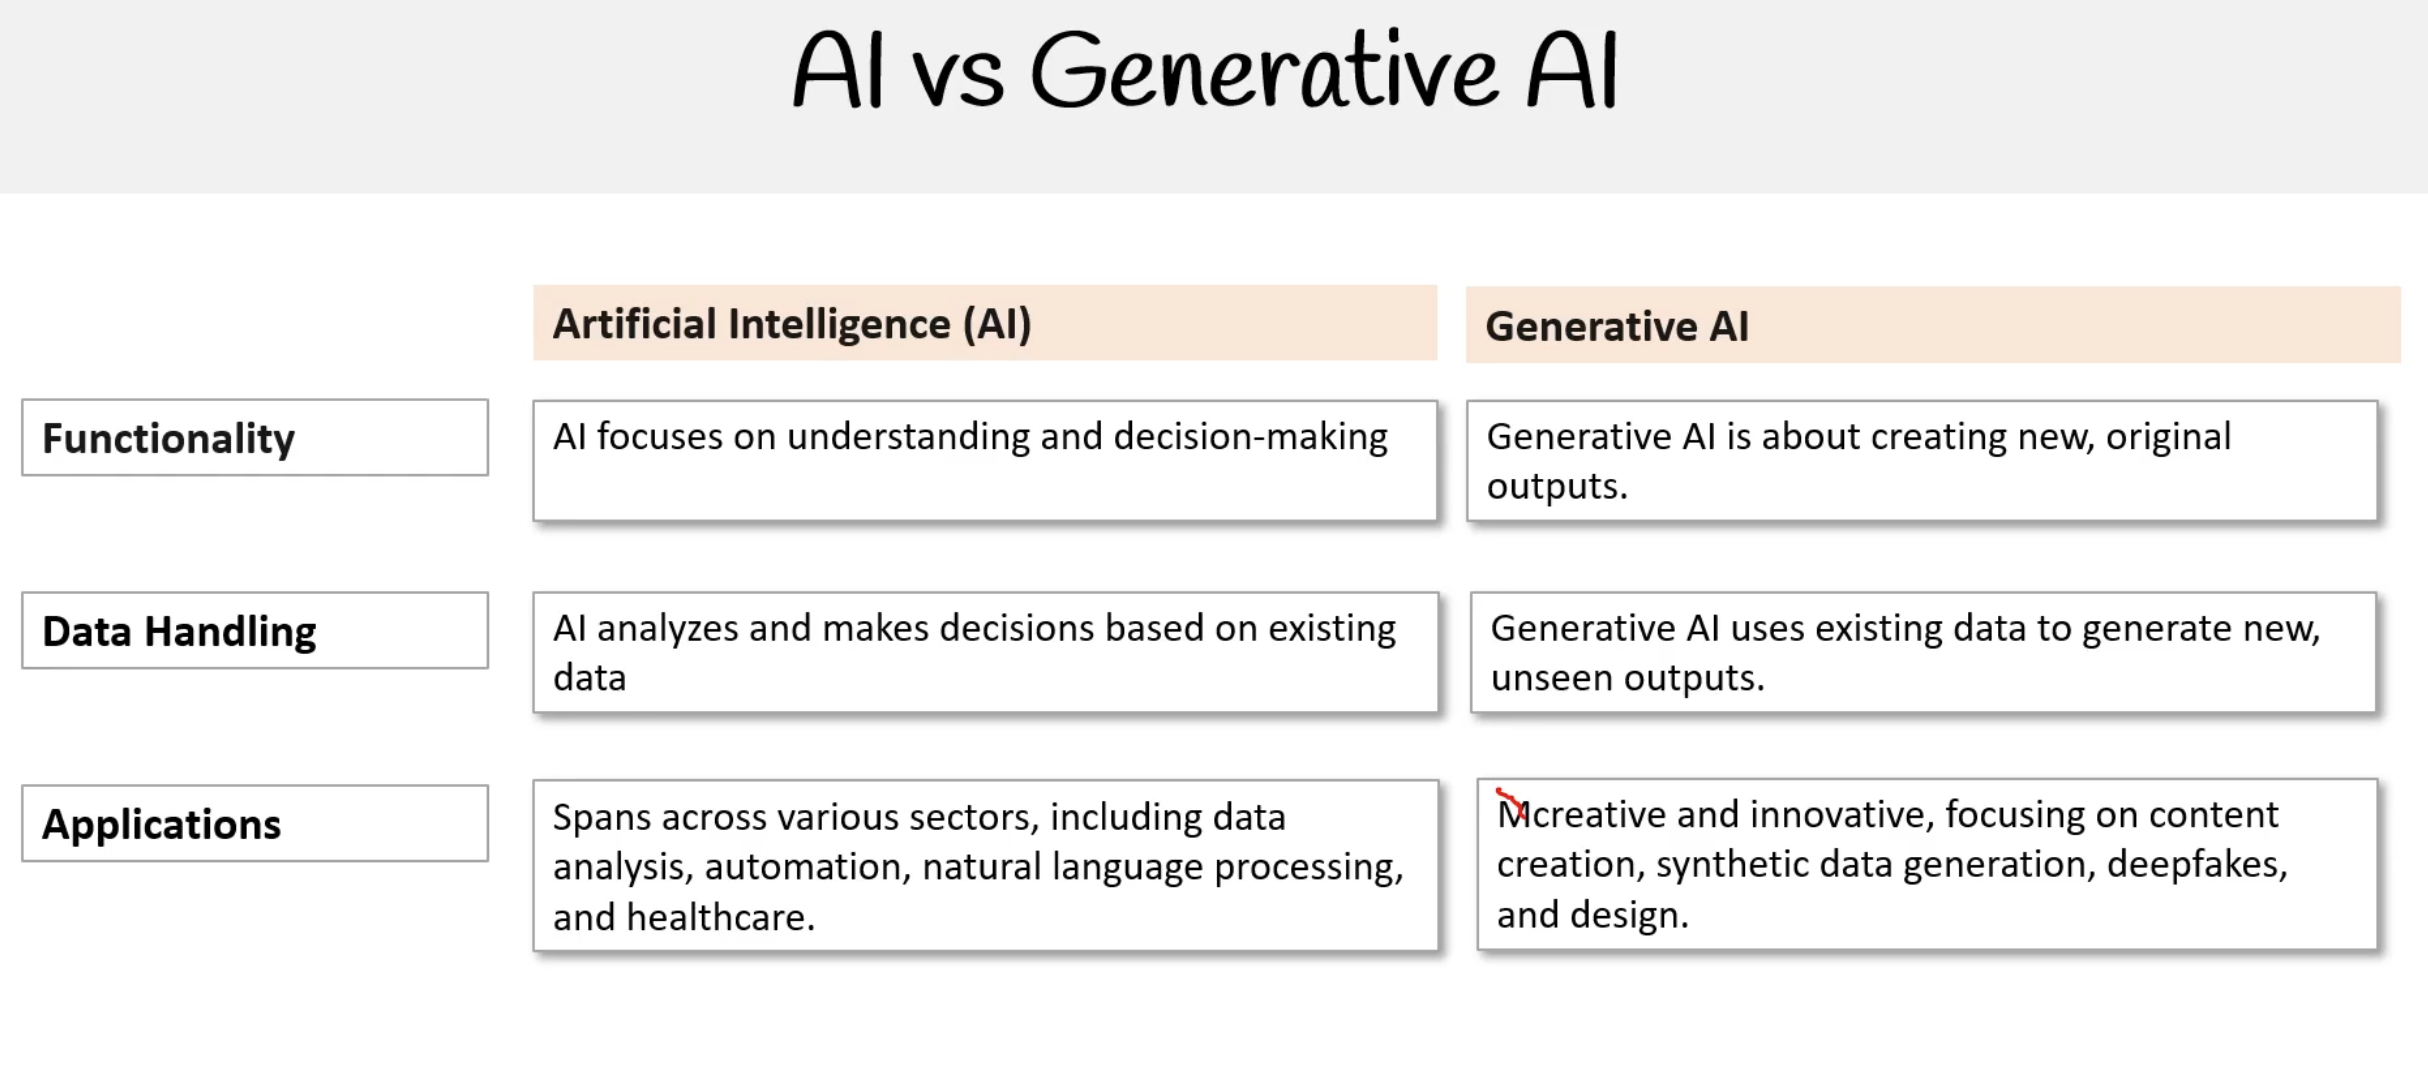 AI vs Generative AI
Artificial Intelligence (AI)
Generative AI
Functionality
AI focuses on understanding and decision-making
Generative AI is about creating new, original
outputs.
Data Handling
AI analyzes and makes decisions based on existing
data
Generative AI uses existing data to generate new,
unseen outputs.
Applications
Spans across various sectors, including data
analysis, automation, natural language processing,
and healthcare.
Mcreative and innovative, focusing on content
creation, synthetic data generation, deepfakes,
and design.